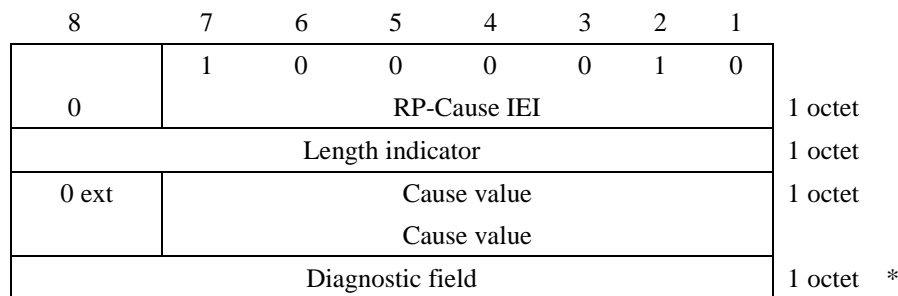 8 7 6 5 4 3 2 1
1 0 0 0 0 1 0
0 RP-Cause IEI 1 octet
Length indicator 1 octet
0 ext Cause value 1 octet
Cause value
Diagnostic field 1 octet *